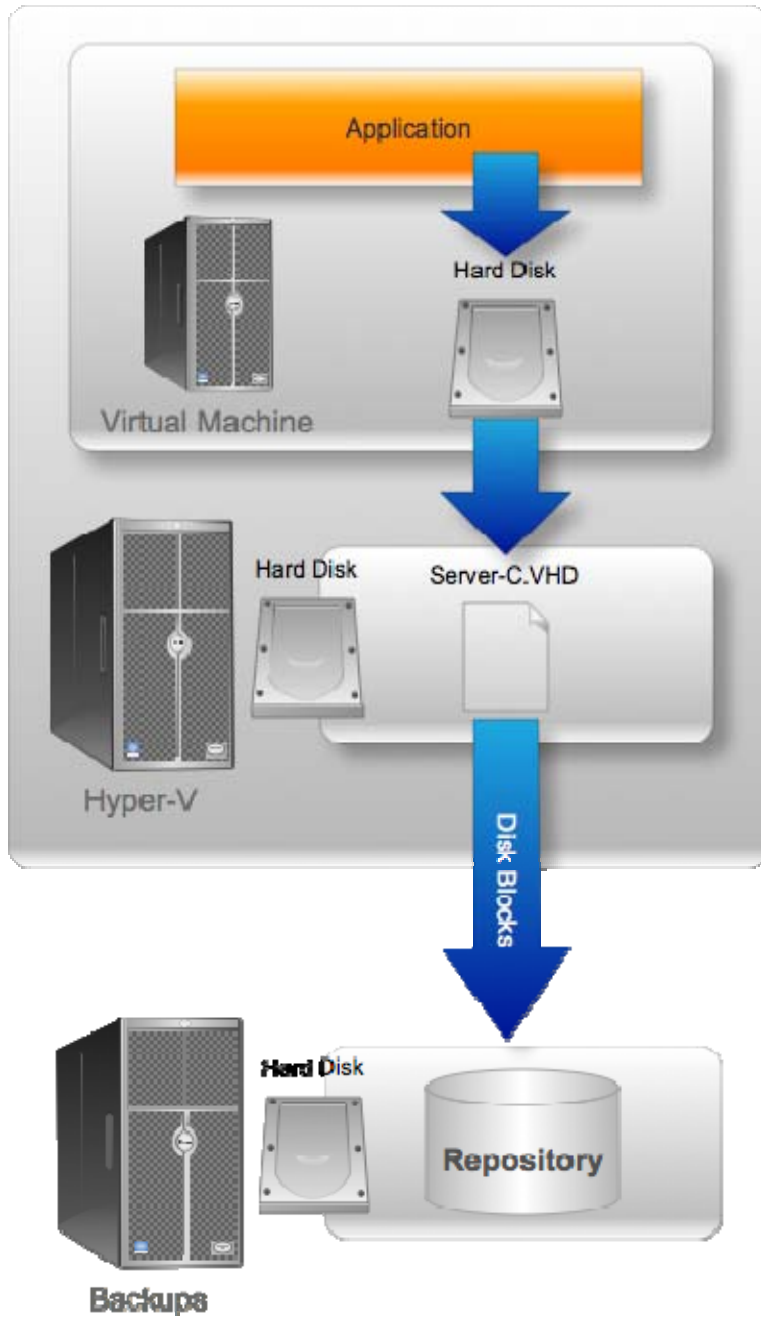 Application
Hard Disk
Virtual Machine
Hard Disk
Server-C.VHD
Hyper-V
Disk Blocks
Hard Disk
Repository
Backups